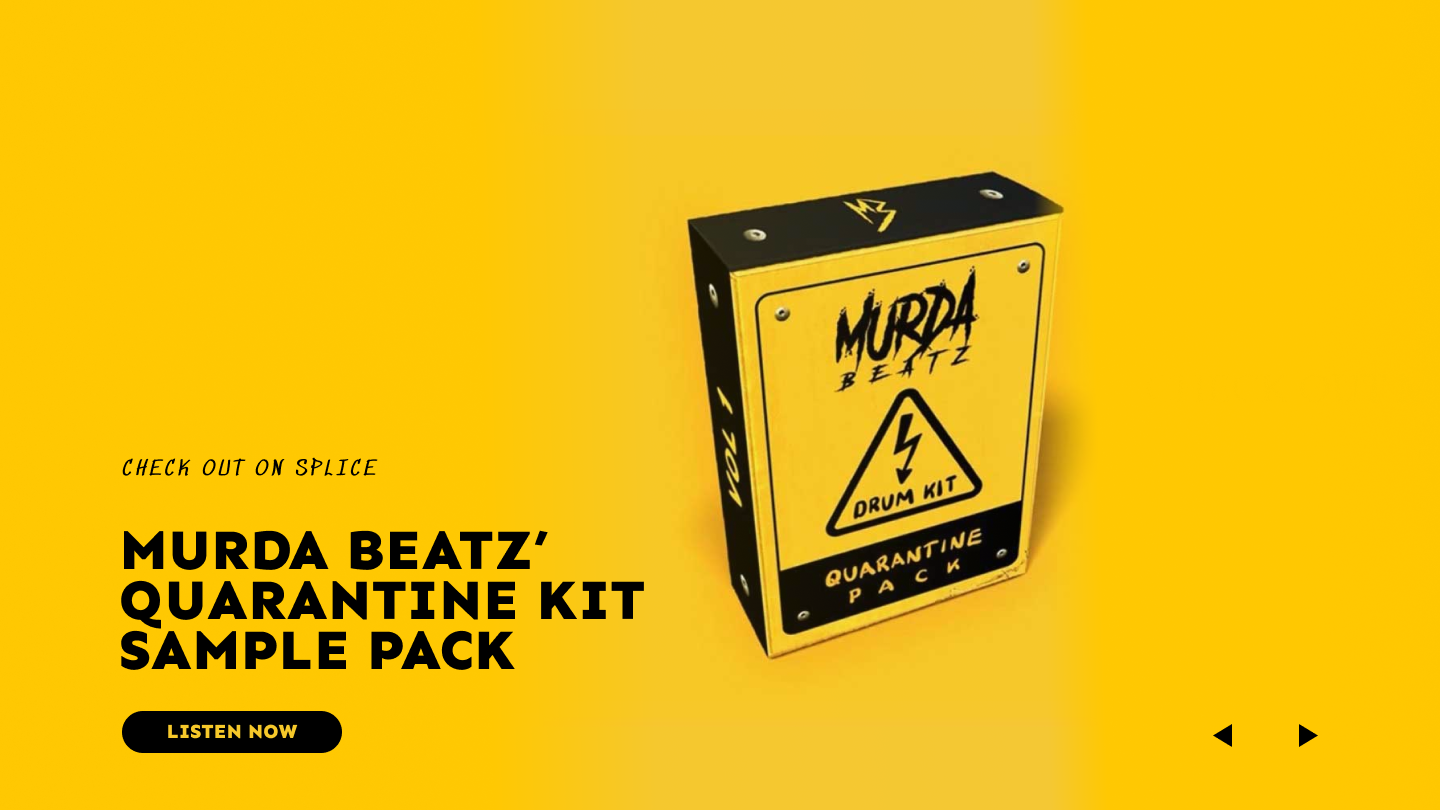 MURDA
BEATZ
VOL 1
DRUM KIT
QUARANTINE
PACK
CHECK OUT ON SPLICE
MURDA BEATZ’
QUARANTINE KIT
SAMPLE PACK
LISTEN NOW